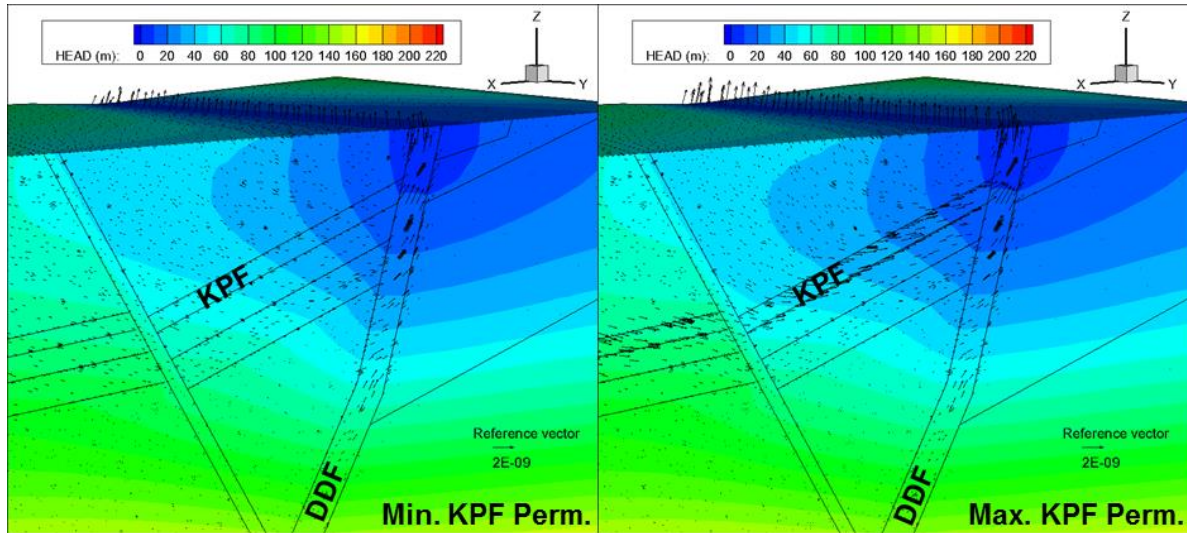 HEAD (m): 0 20 40 60 80 100 120 140 160 180 200 220
Z
X Y
KPF
DDF
Reference vector
2E-09
Min. KPF Perm.
HEAD (m): 0 20 40 60 80 100 120 140 160 180 200 220
Z
X Y
KPF
DDF
Reference vector
2E-09
Max. KPF Perm.